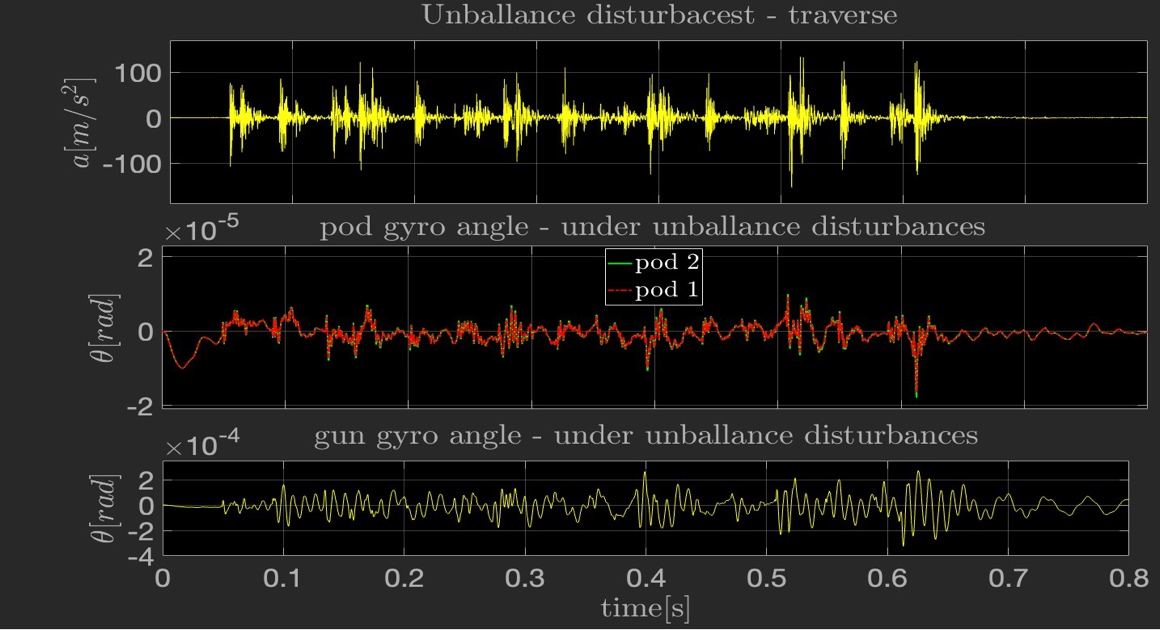 Unballance disturbacest - traverse
100
0
-100
a[m/s²]
×10⁻⁵
pod gyro angle - under unballance disturbances
2
0
-2
θ[rad]
pod 2
pod 1
×10⁻⁴
gun gyro angle - under unballance disturbances
2
0
-2
-4
θ[rad]
0 0.1 0.2 0.3 0.4 0.5 0.6 0.7 0.8
time[s]